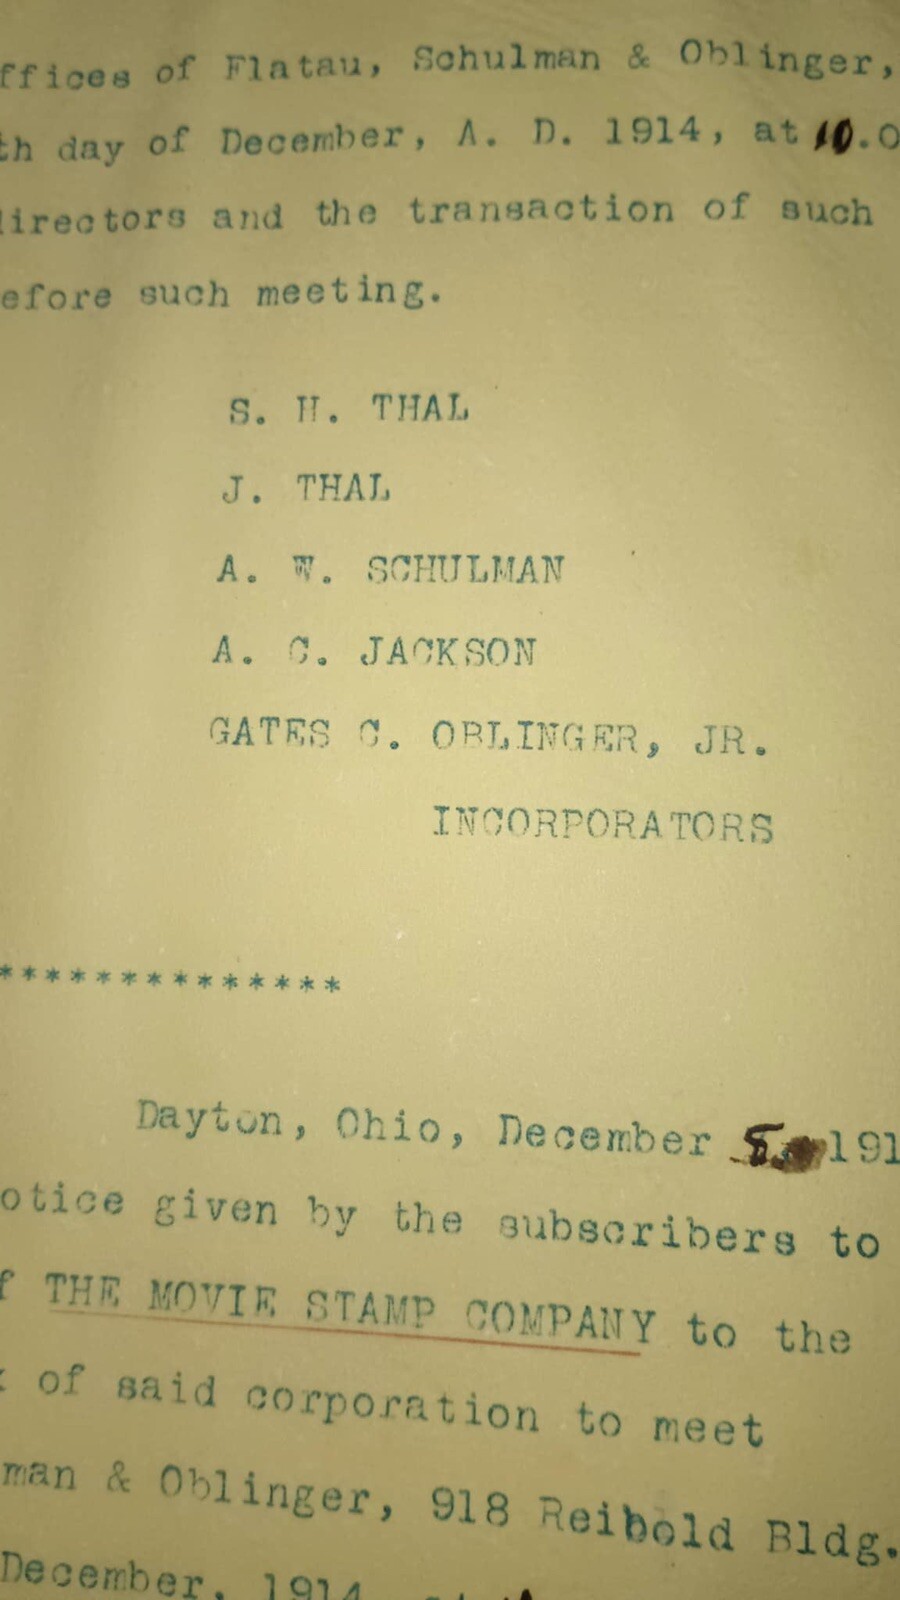 ffices of Flatau, Schulman & Oblinger,
th day of December, A. D. 1914, at 10.0
directors and the transaction of such
efore such meeting.
S. H. THAL
J. THAL
A. W. SCHULMAN
A. C. JACKSON
GATES C. OBLINGER, JR.
INCORPORATORS
**************
Dayton, Ohio, December 5. 191
otice given by the subscribers to
f THE MOVIE STAMP COMPANY to the
of said corporation to meet
man & Oblinger, 918 Reibold Bldg.
December, 1914, at